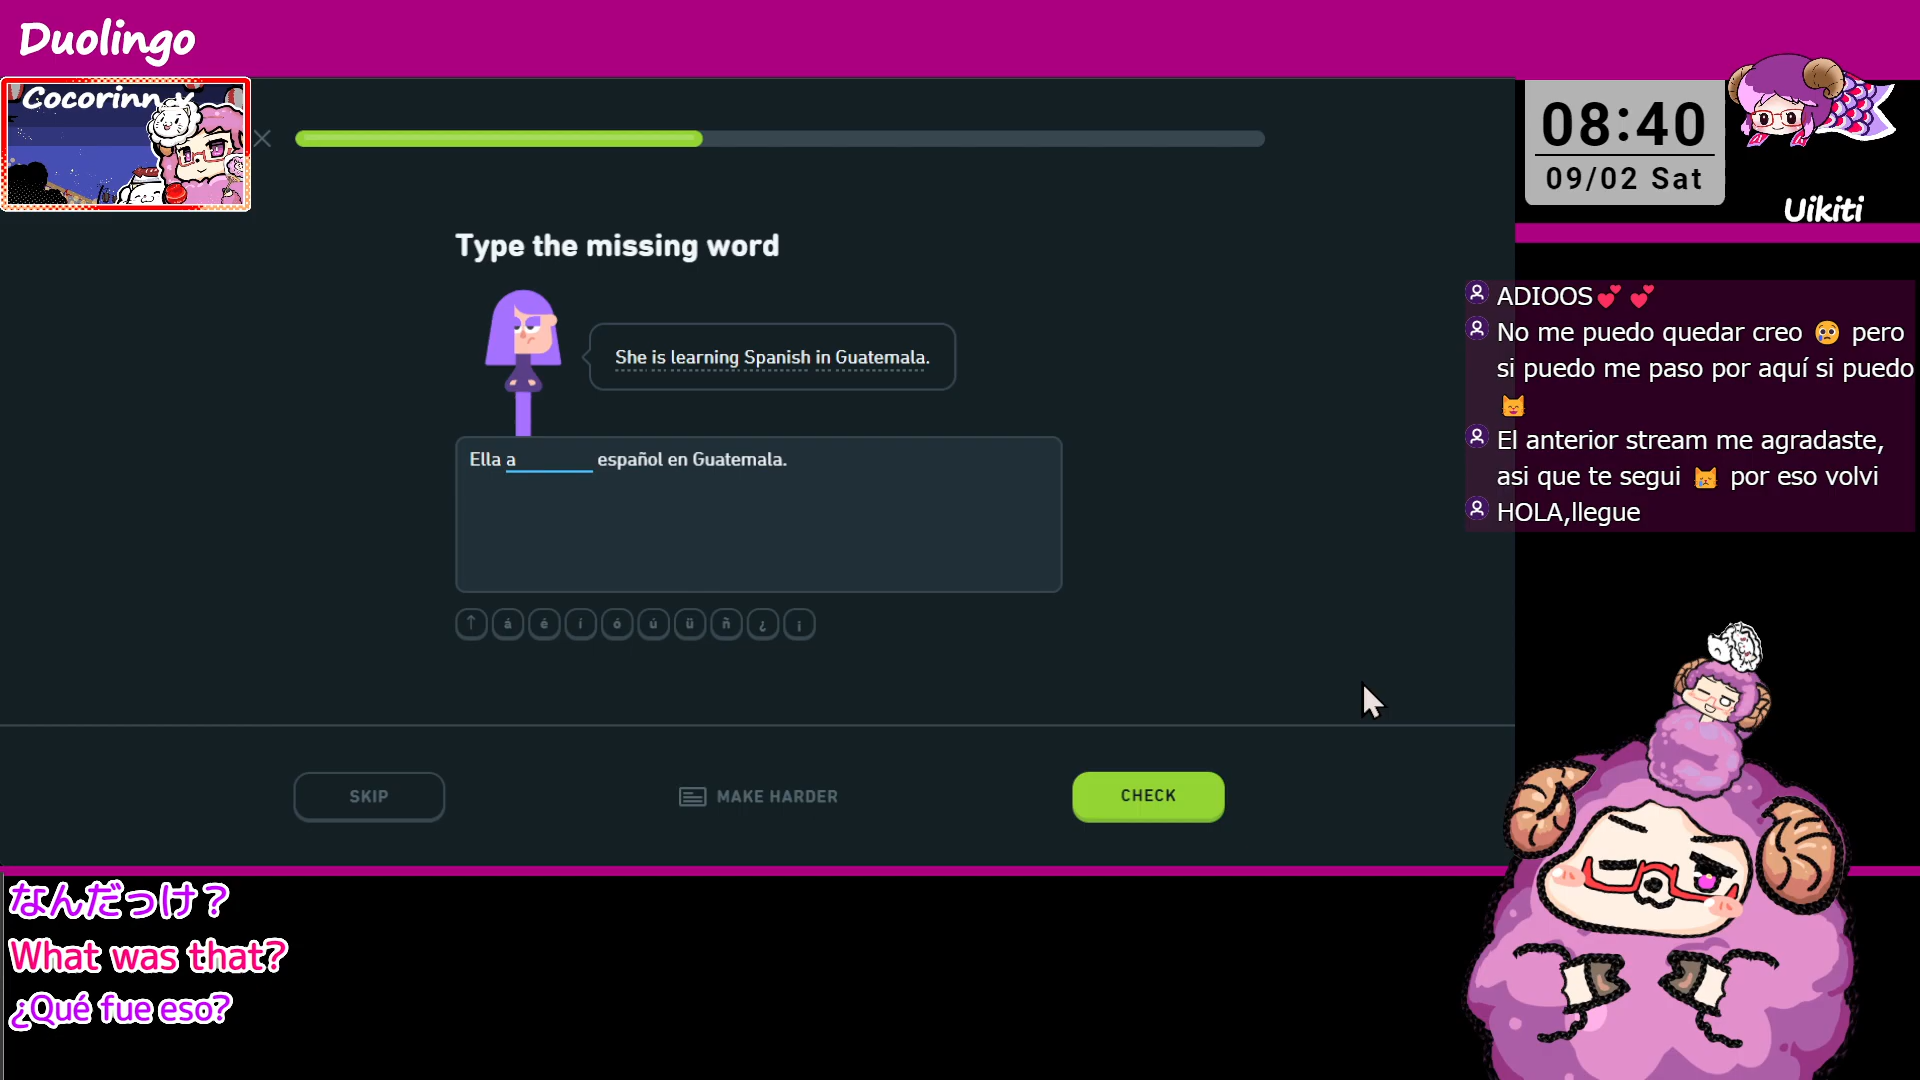 Duolingo
Cocorinn_y
08:40
09/02 Sat
Uikiti
Type the missing word
She is learning Spanish in Guatemala.
Ella a español en Guatemala.
↑ á é í ó ú ü ñ ¿ ¡
SKIP
MAKE HARDER
CHECK
ADIOOS💕 💕
No me puedo quedar creo 😢 pero
si puedo me paso por aquí si puedo
😸
El anterior stream me agradaste,
asi que te segui 😿 por eso volvi
HOLA,llegue
なんだっけ？
What was that?
¿Qué fue eso?